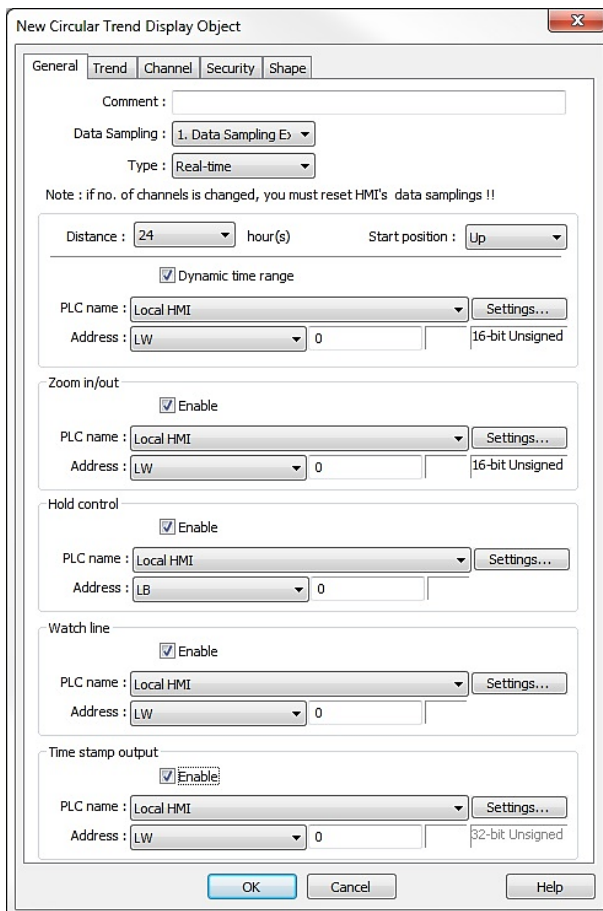 New Circular Trend Display Object
General Trend Channel Security Shape
Comment :
Data Sampling : 1. Data Sampling Ex
Type : Real-time
Note : if no. of channels is changed, you must reset HMI's data samplings !!
Distance : 24 hour(s) Start position : Up
Dynamic time range
PLC name : Local HMI Settings...
Address : LW 0 16-bit Unsigned
Zoom in/out
Enable
PLC name : Local HMI Settings...
Address : LW 0 16-bit Unsigned
Hold control
Enable
PLC name : Local HMI Settings...
Address : LB 0
Watch line
Enable
PLC name : Local HMI Settings...
Address : LW 0
Time stamp output
Enable
PLC name : Local HMI Settings...
Address : LW 0 32-bit Unsigned
OK Cancel Help